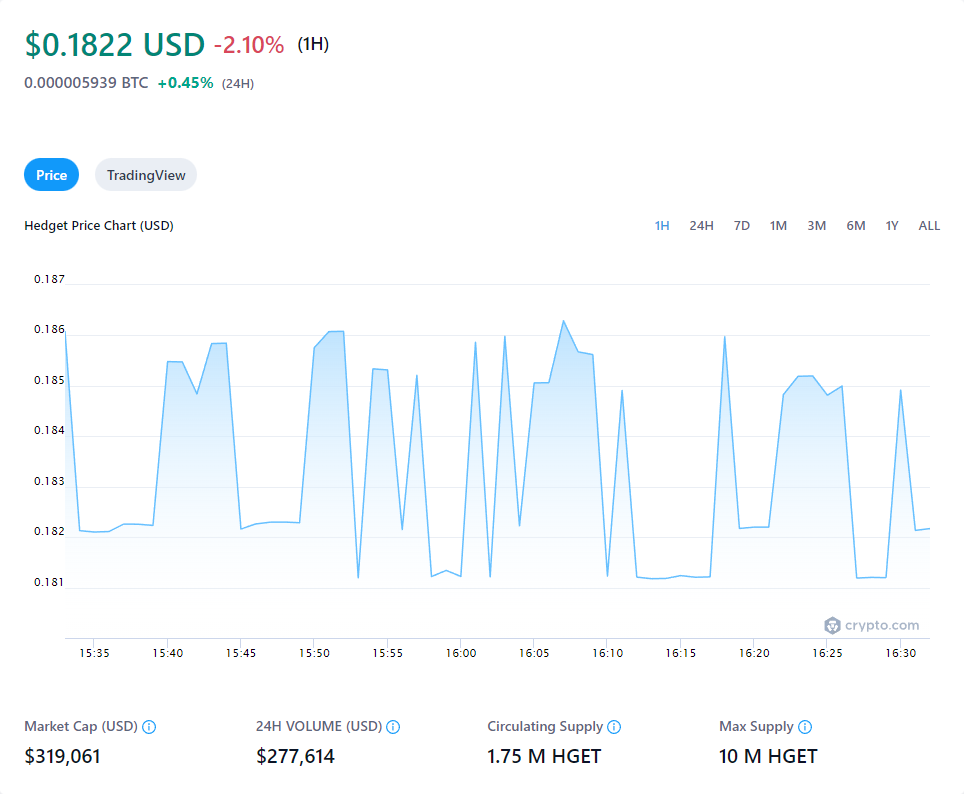 $0.1822 USD -2.10% (1H)
0.000005939 BTC +0.45% (24H)
Price TradingView
Hedget Price Chart (USD) 1H 24H 7D 1M 3M 6M 1Y ALL
0.187
0.186
0.185
0.184
0.183
0.182
0.181
crypto.com
15:35 15:40 15:45 15:50 15:55 16:00 16:05 16:10 16:15 16:20 16:25 16:30
Market Cap (USD) 24H VOLUME (USD) Circulating Supply Max Supply
$319,061 $277,614 1.75 M HGET 10 M HGET